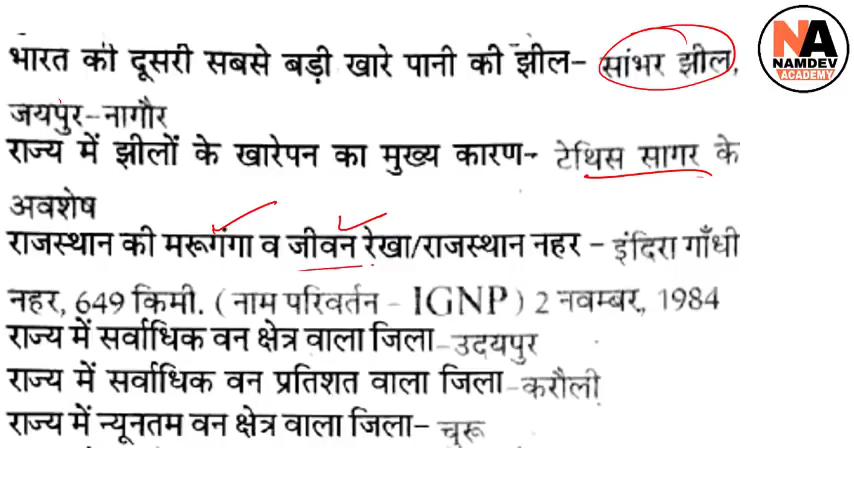 NA
NAMDEV
ACADEMY
भारत की दूसरी सबसे बड़ी खारे पानी की झील- सांभर झील,
जयपुर-नागौर
राज्य में झीलों के खारेपन का मुख्य कारण- टेथिस सागर के
अवशेष
राजस्थान की मरूगंगा व जीवन रेखा/राजस्थान नहर - इंदिरा गाँधी
नहर, 649 किमी. ( नाम परिवर्तन - IGNP ) 2 नवम्बर, 1984
राज्य में सर्वाधिक वन क्षेत्र वाला जिला- उदयपुर
राज्य में सर्वाधिक वन प्रतिशत वाला जिला- करौली
राज्य में न्यूनतम वन क्षेत्र वाला जिला- चुरू